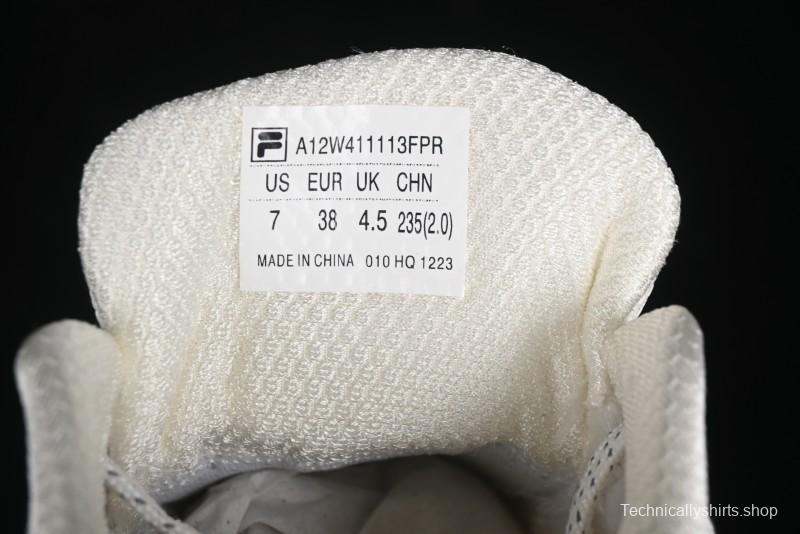 F A12W411113FPR
US EUR UK CHN
7 38 4.5 235(2.0)
MADE IN CHINA 010 HQ 1223
Technicallyshirts.shop